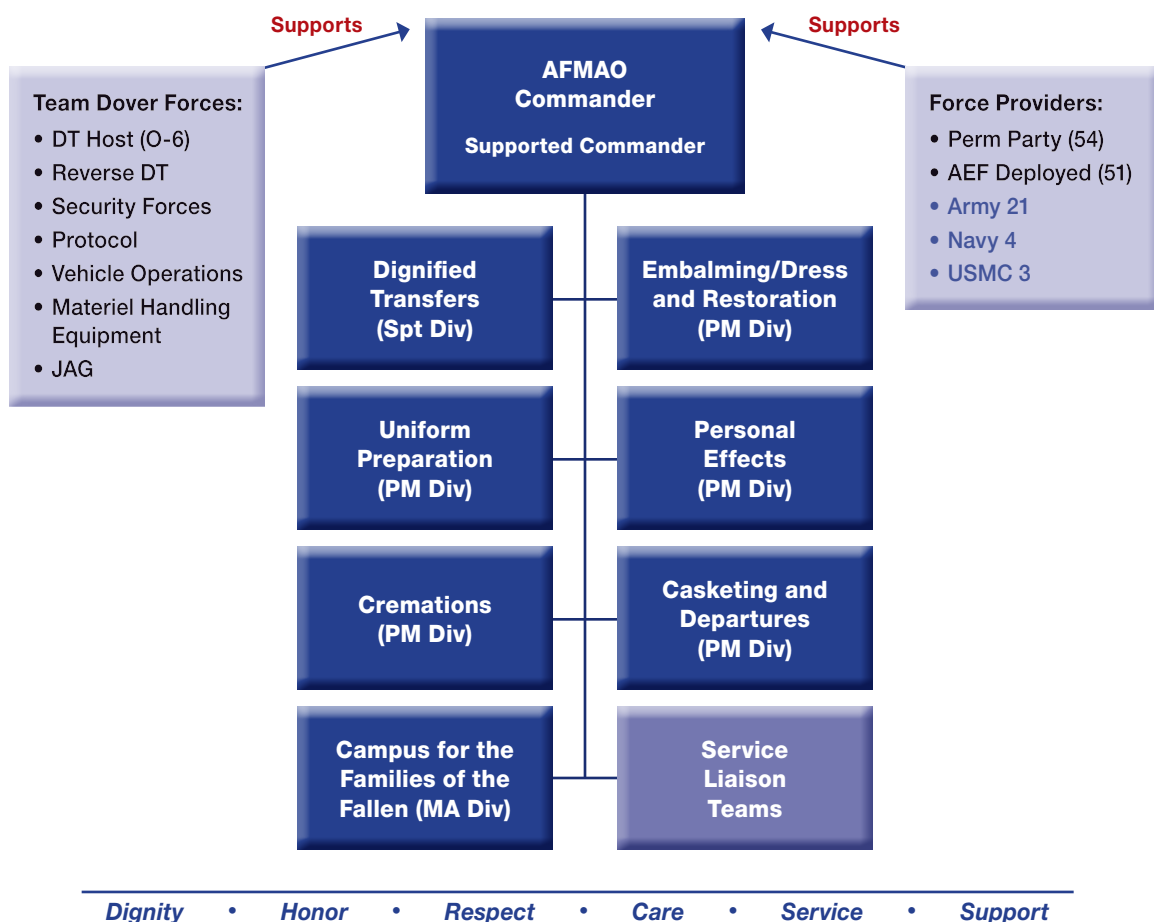 Supports
Supports
AFMAO
Commander
Supported Commander
Team Dover Forces:
• DT Host (O-6)
• Reverse DT
• Security Forces
• Protocol
• Vehicle Operations
• Materiel Handling
Equipment
• JAG
Force Providers:
• Perm Party (54)
• AEF Deployed (51)
• Army 21
• Navy 4
• USMC 3
Dignified
Transfers
(Spt Div)
Embalming/Dress
and Restoration
(PM Div)
Uniform
Preparation
(PM Div)
Personal
Effects
(PM Div)
Cremations
(PM Div)
Casketing and
Departures
(PM Div)
Campus for the
Families of the
Fallen (MA Div)
Service
Liaison
Teams
Dignity • Honor • Respect • Care • Service • Support